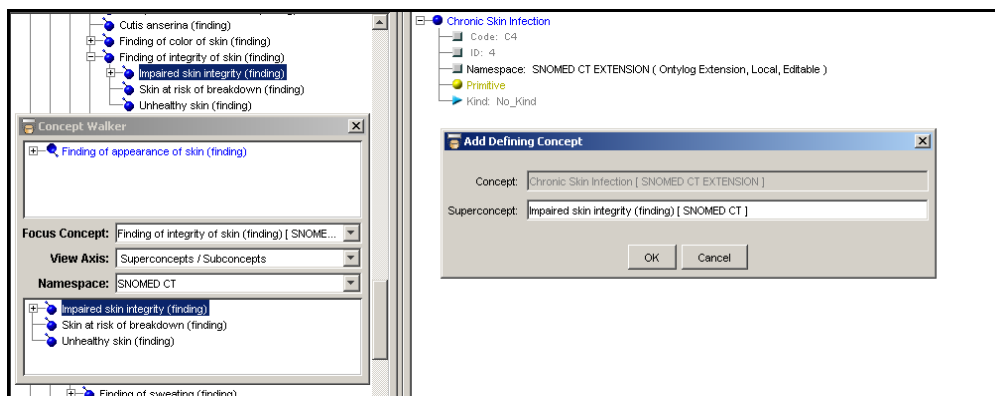 Cutis anserina (finding)
Finding of color of skin (finding)
Finding of integrity of skin (finding)
Impaired skin integrity (finding)
Skin at risk of breakdown (finding)
Unhealthy skin (finding)
Concept Walker
Finding of appearance of skin (finding)
Focus Concept: Finding of integrity of skin (finding) [ SNOME...
View Axis: Superconcepts / Subconcepts
Namespace: SNOMED CT
Impaired skin integrity (finding)
Skin at risk of breakdown (finding)
Unhealthy skin (finding)
Finding of sweating (finding)
Chronic Skin Infection
Code: C4
ID: 4
Namespace: SNOMED CT EXTENSION ( Ontylog Extension, Local, Editable )
Primitive
Kind: No_Kind
Add Defining Concept
Concept: Chronic Skin Infection [ SNOMED CT EXTENSION ]
Superconcept: Impaired skin integrity (finding) [ SNOMED CT ]
OK Cancel